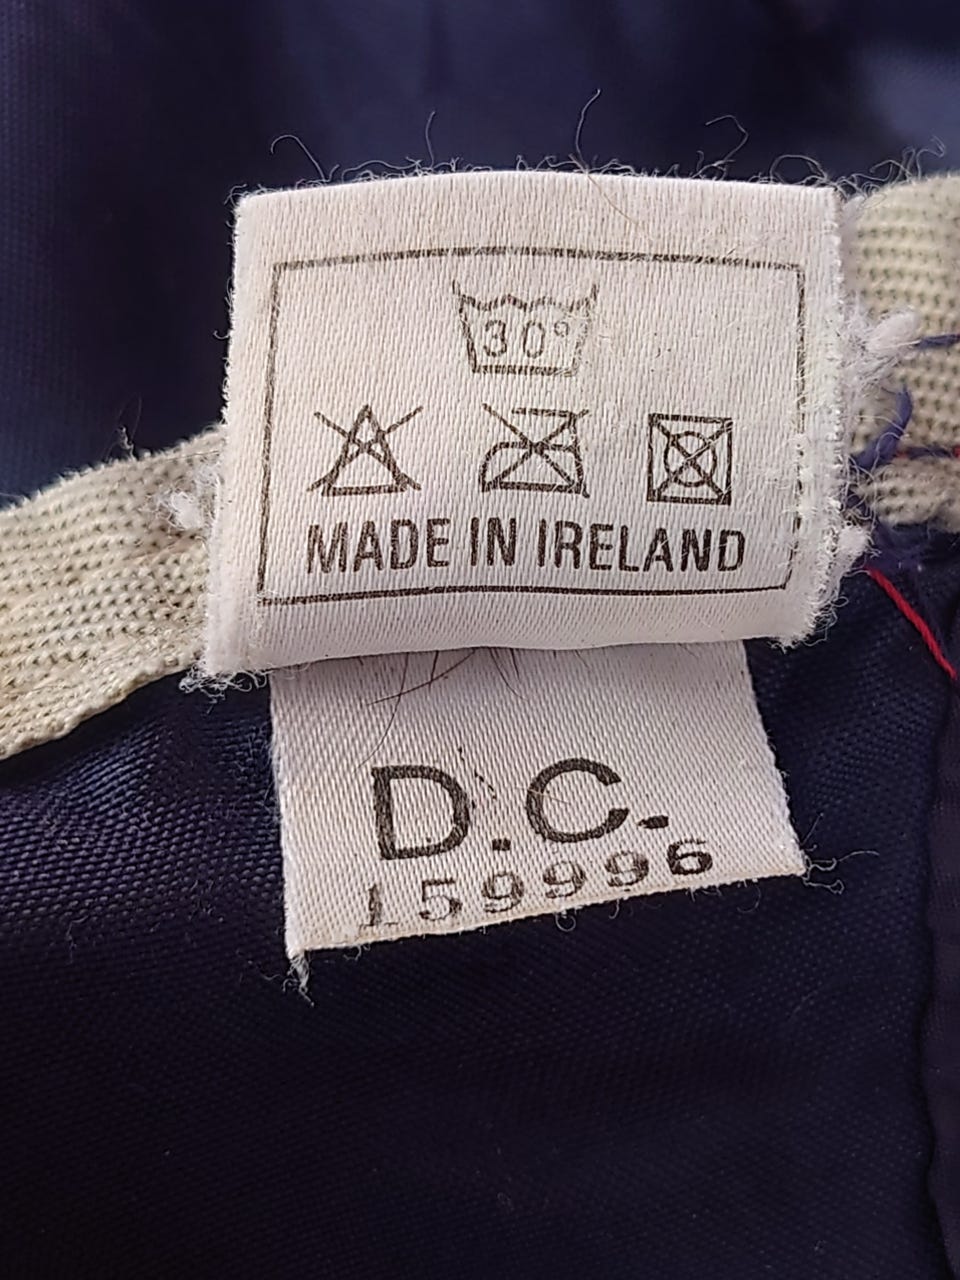 30°
MADE IN IRELAND
D.C.
159996